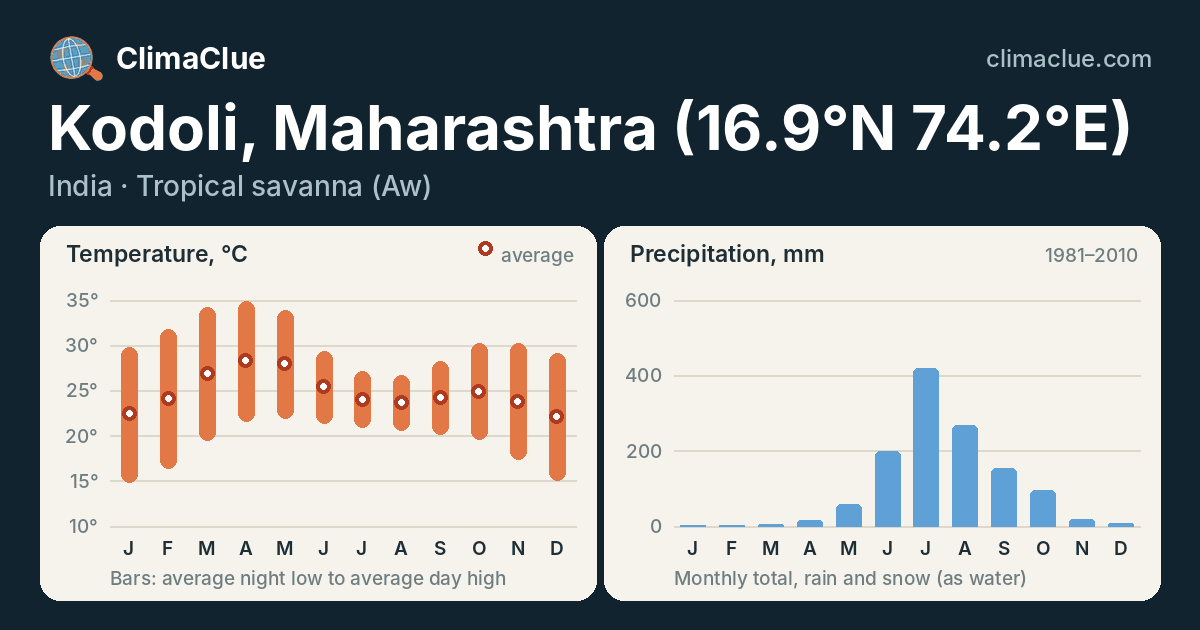 ClimaClue
climaclue.com
Kodoli, Maharashtra (16.9°N 74.2°E)
India · Tropical savanna (Aw)
Temperature, °C
average
35°
30°
25°
20°
15°
10°
J F M A M J J A S O N D
Bars: average night low to average day high
Precipitation, mm
1981–2010
600
400
200
0
J F M A M J J A S O N D
Monthly total, rain and snow (as water)